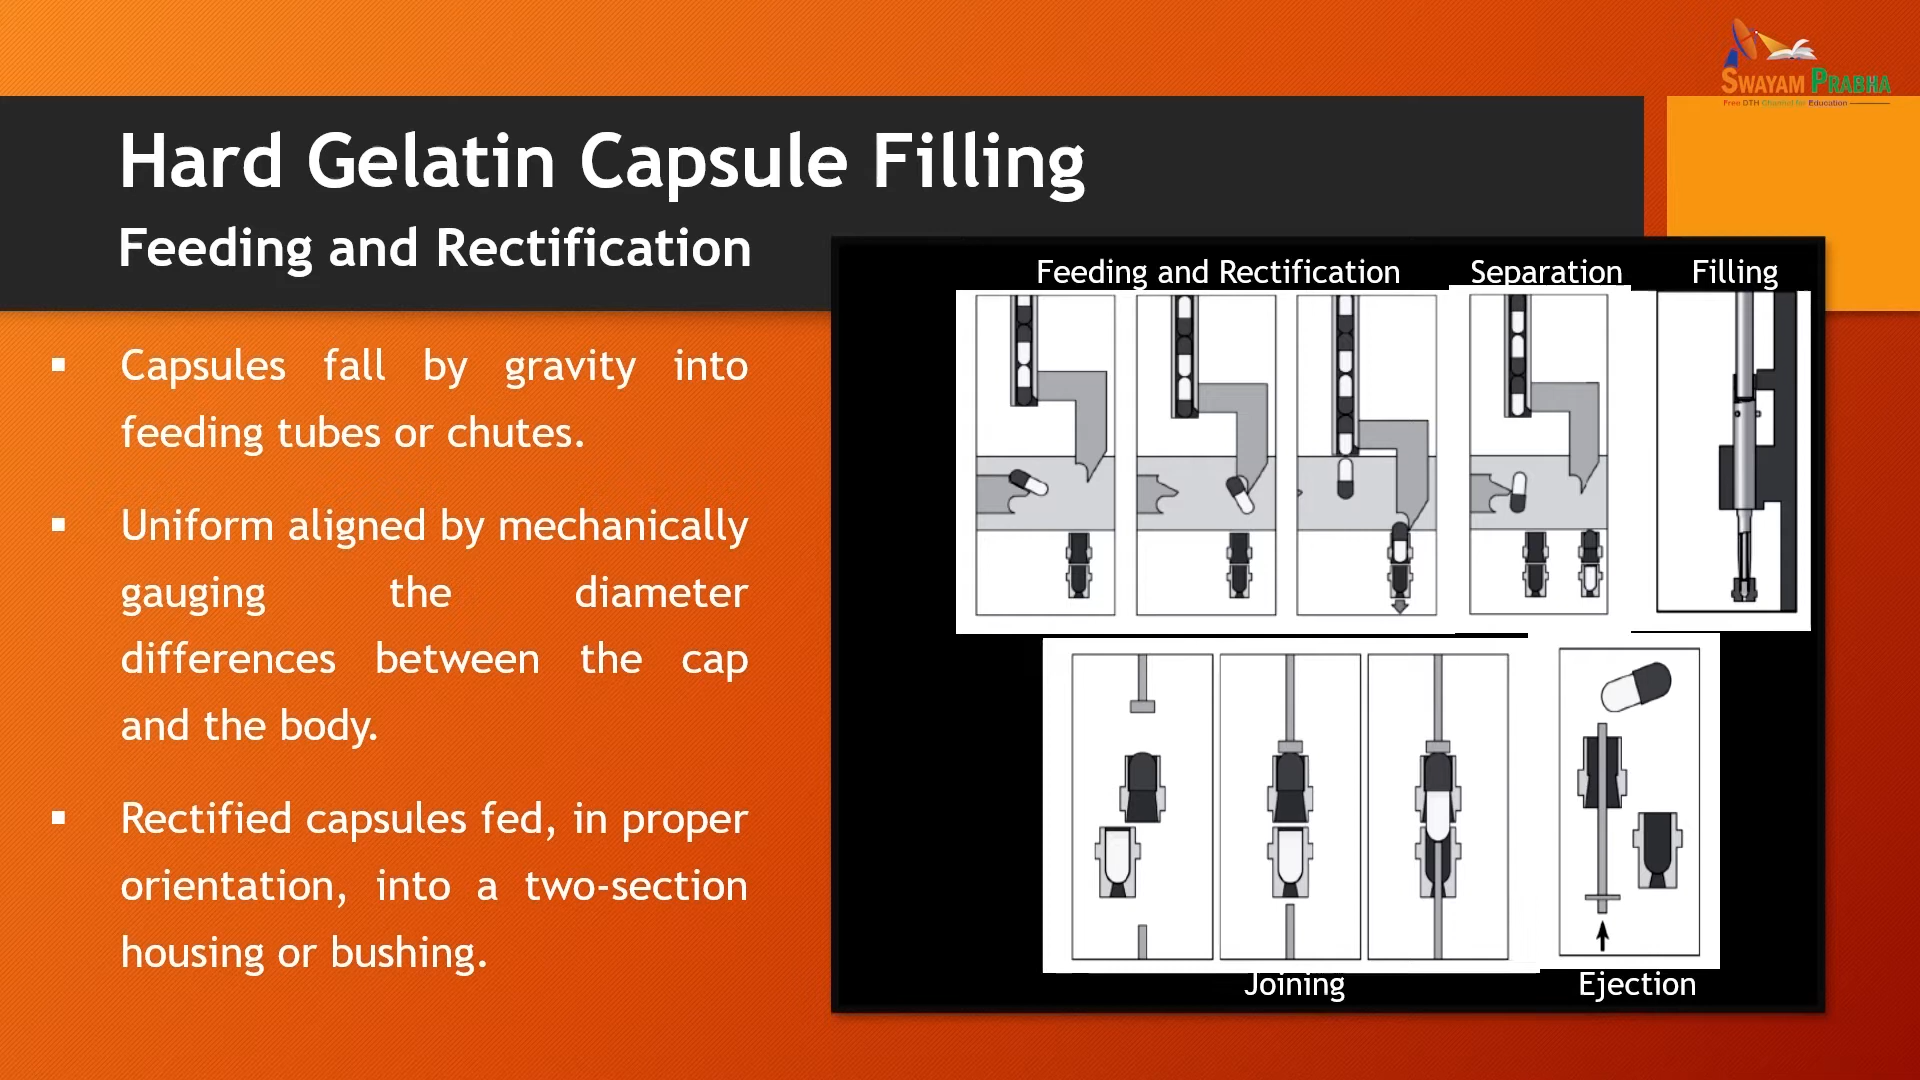 SWAYAM PRABHA
Free DTH Channel for Education
Hard Gelatin Capsule Filling
Feeding and Rectification
Capsules fall by gravity into
feeding tubes or chutes.
Uniform aligned by mechanically
gauging the diameter
differences between the cap
and the body.
Rectified capsules fed, in proper
orientation, into a two-section
housing or bushing.
Feeding and Rectification
Separation
Filling
Joining
Ejection